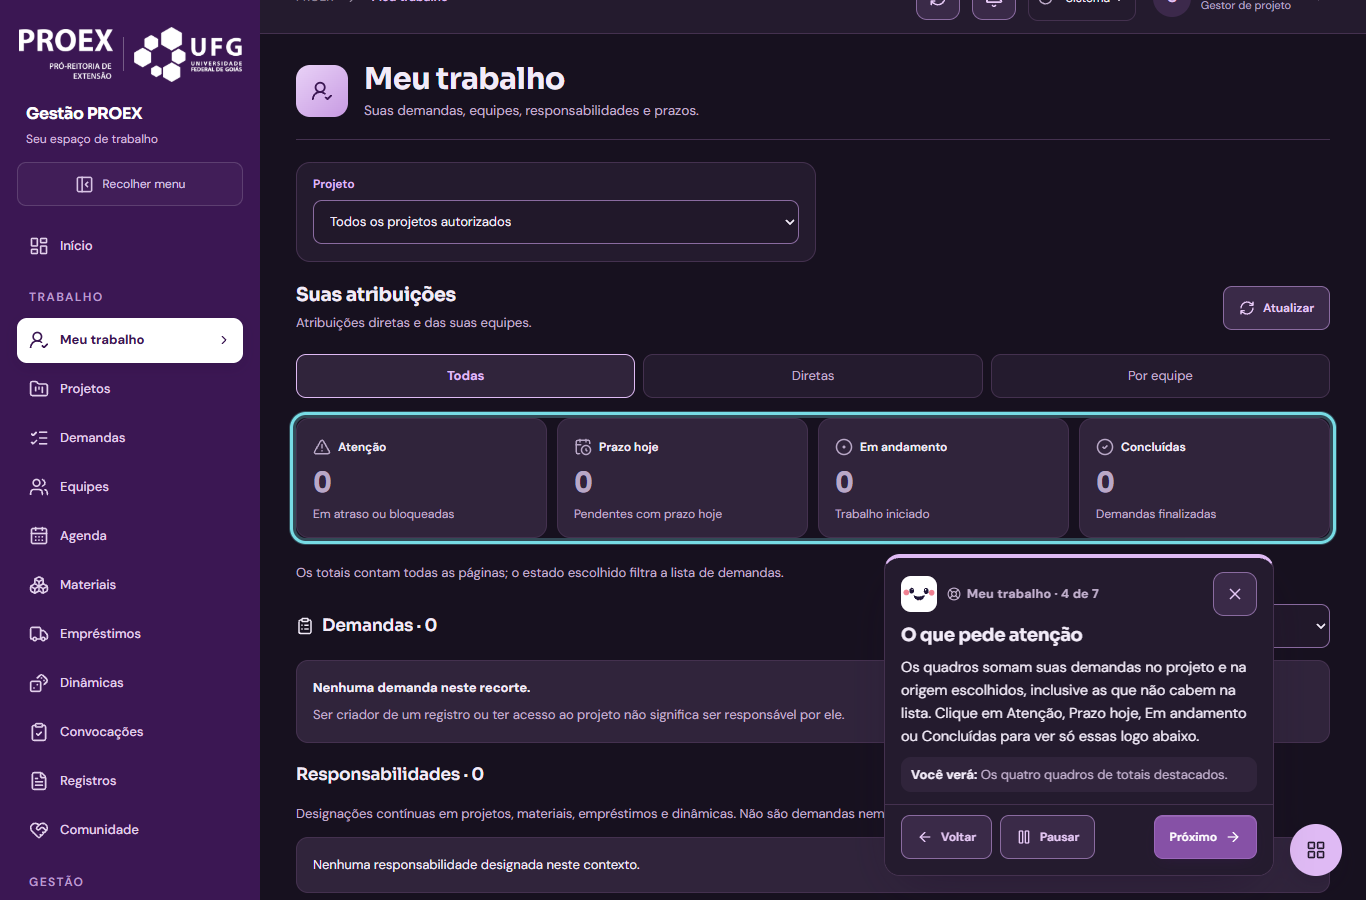 PROEX
PRÓ-REITORIA DE
EXTENSÃO
UFG
UNIVERSIDADE
FEDERAL DE GOIÁS
Gestão PROEX
Seu espaço de trabalho
Recolher menu
Início
TRABALHO
Meu trabalho
Projetos
Demandas
Equipes
Agenda
Materiais
Empréstimos
Dinâmicas
Convocações
Registros
Comunidade
GESTÃO
Gestor de projeto
Meu trabalho
Suas demandas, equipes, responsabilidades e prazos.
Projeto
Todos os projetos autorizados
Suas atribuições
Atribuições diretas e das suas equipes.
Atualizar
Todas
Diretas
Por equipe
Atenção
0
Em atraso ou bloqueadas
Prazo hoje
0
Pendentes com prazo hoje
Em andamento
0
Trabalho iniciado
Concluídas
0
Demandas finalizadas
Os totais contam todas as páginas; o estado escolhido filtra a lista de demandas.
Demandas · 0
Nenhuma demanda neste recorte.
Ser criador de um registro ou ter acesso ao projeto não significa ser responsável por ele.
Responsabilidades · 0
Designações contínuas em projetos, materiais, empréstimos e dinâmicas. Não são demandas nem
Nenhuma responsabilidade designada neste contexto.
Meu trabalho · 4 de 7
O que pede atenção
Os quadros somam suas demandas no projeto e na
origem escolhidos, inclusive as que não cabem na
lista. Clique em Atenção, Prazo hoje, Em andamento
ou Concluídas para ver só essas logo abaixo.
Você verá: Os quatro quadros de totais destacados.
Voltar
Pausar
Próximo